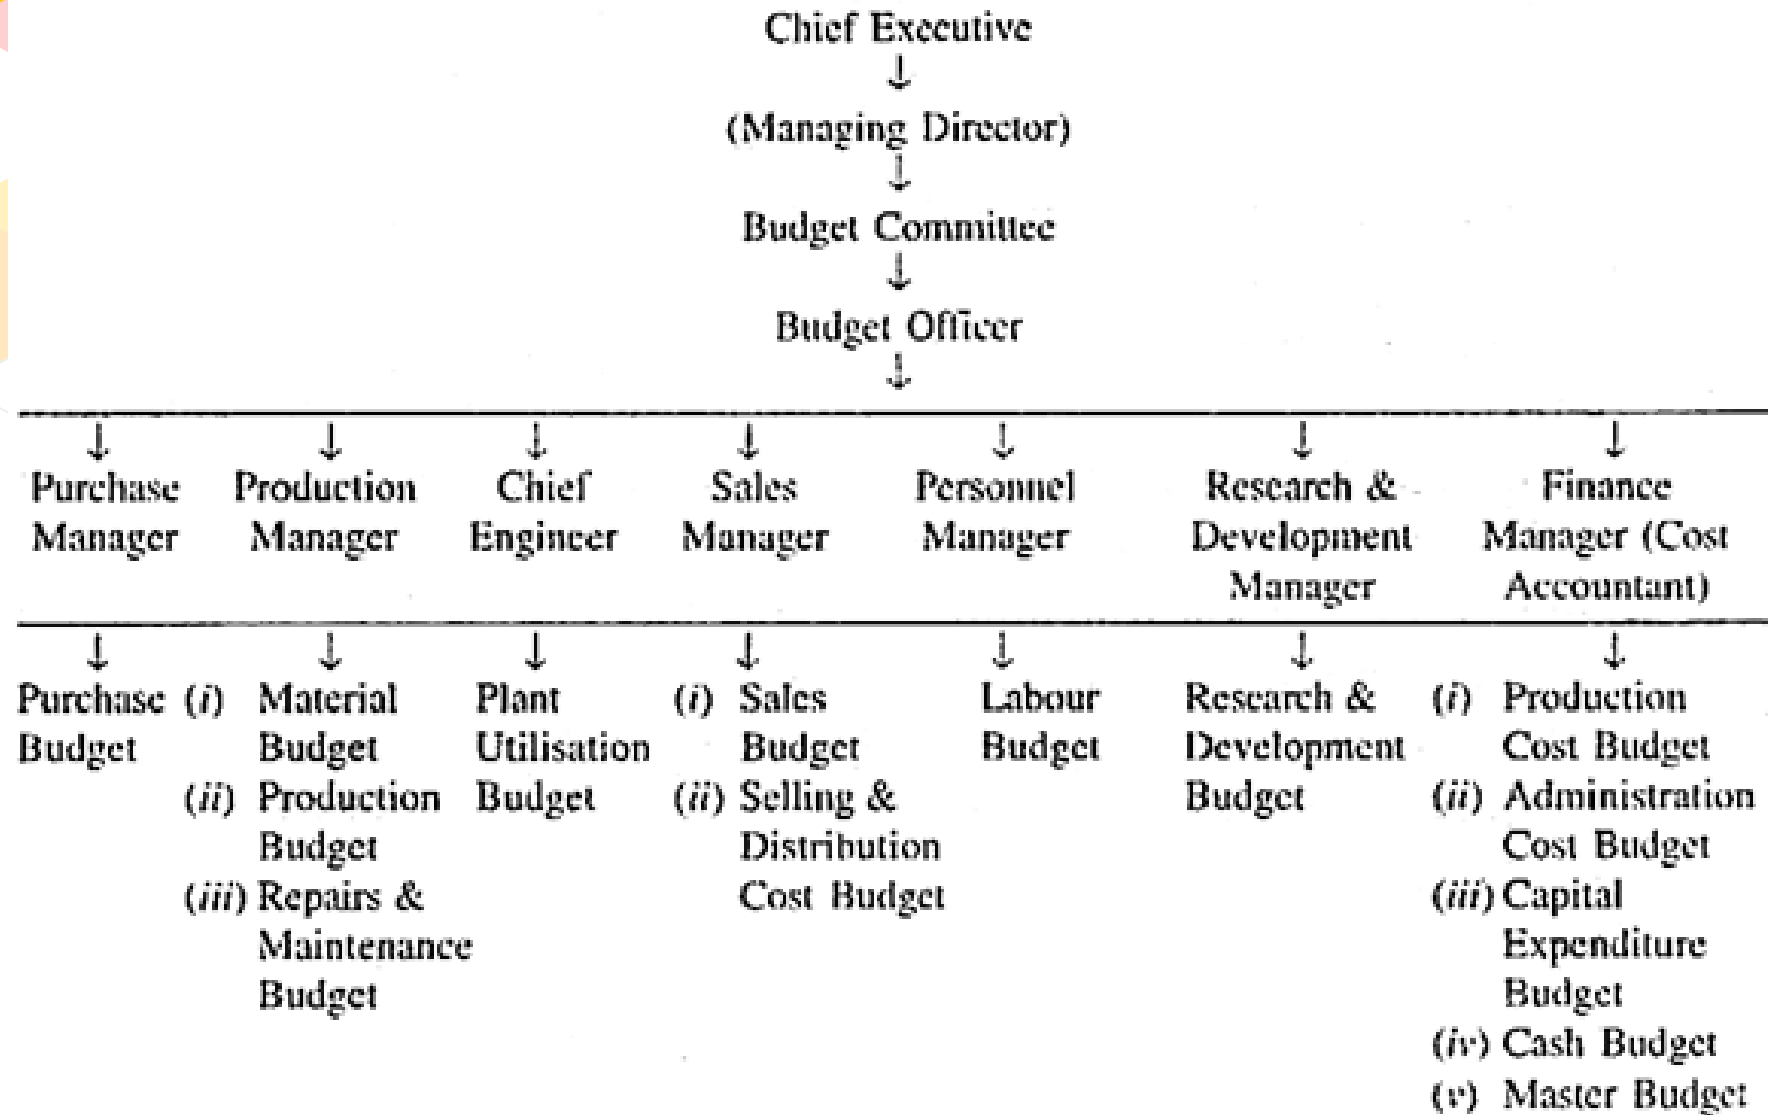 Chief Executive
↓
(Managing Director)
↓
Budget Committee
↓
Budget Officer
↓
↓ ↓ ↓ ↓ ↓ ↓ ↓
Purchase Production Chief Sales Personnel Research & Finance
Manager Manager Engineer Manager Manager Development Manager (Cost
Manager Accountant)
↓ ↓ ↓ ↓ ↓ ↓ ↓
Purchase (i) Material Plant (i) Sales Labour Research & (i) Production
Budget Budget Utilisation Budget Budget Development Cost Budget
(ii) Production Budget (ii) Selling & Budget (ii) Administration
Budget Distribution Cost Budget
(iii) Repairs & Cost Budget (iii) Capital
Maintenance Expenditure
Budget Budget
(iv) Cash Budget
(v) Master Budget